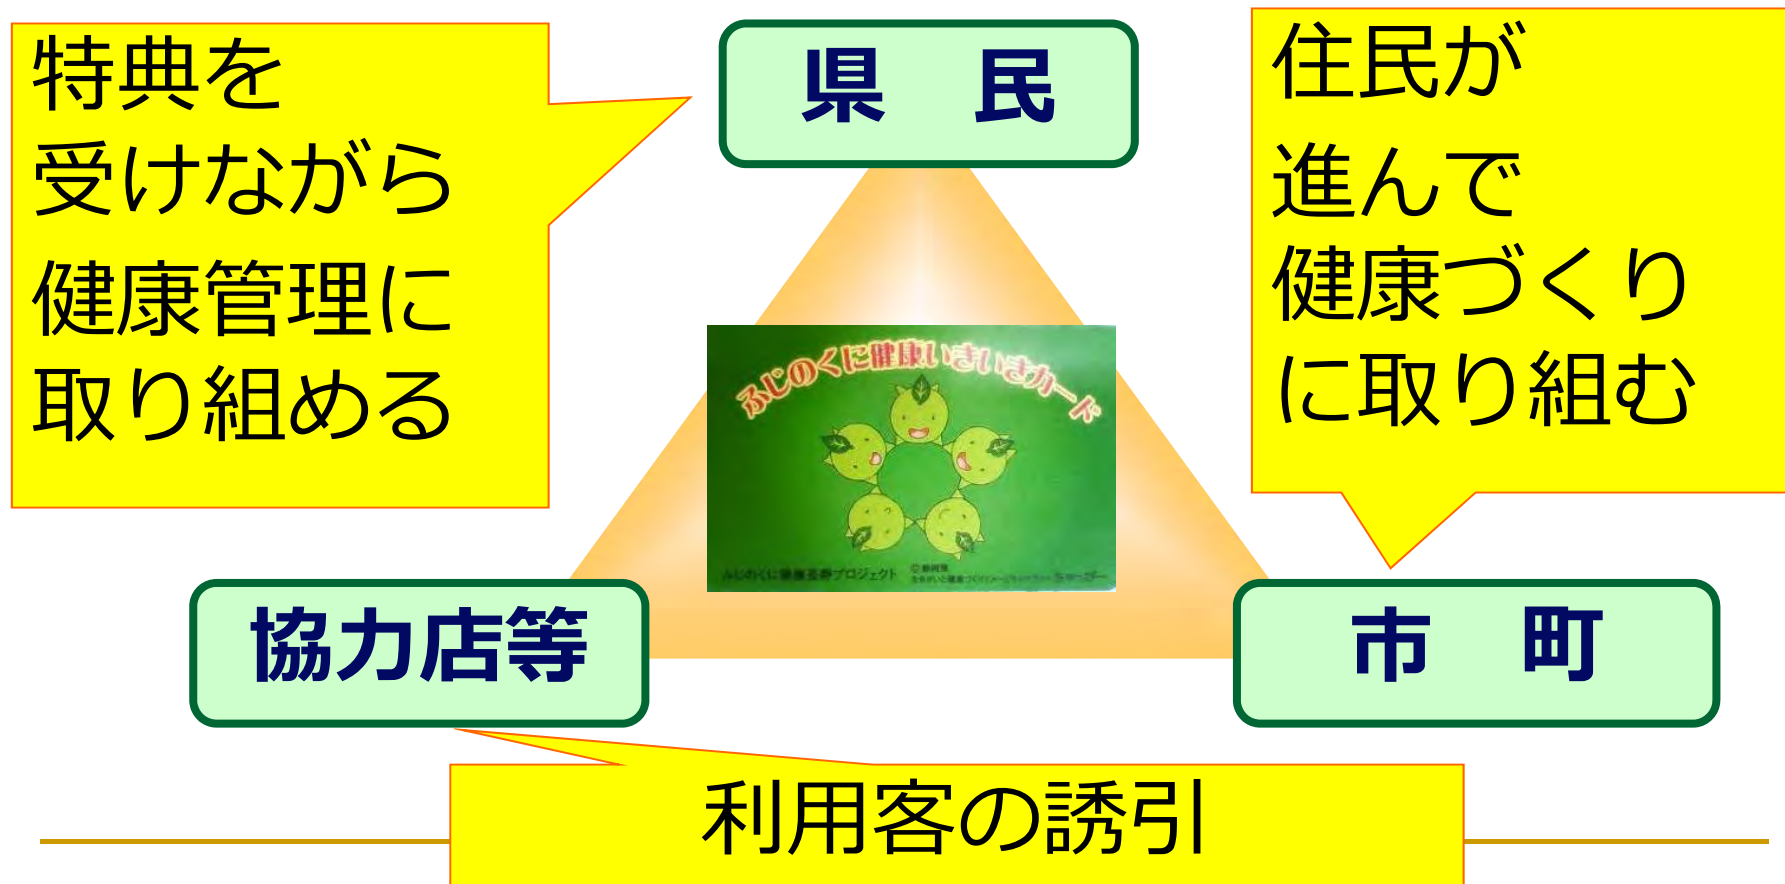 特典を
受けながら
健康管理に
取り組める
県　民
住民が
進んで
健康づくり
に取り組む
ふじのくに健康いきいきカード
ふじのくに健康長寿プロジェクト
©静岡県
協力店等
市　町
利用客の誘引